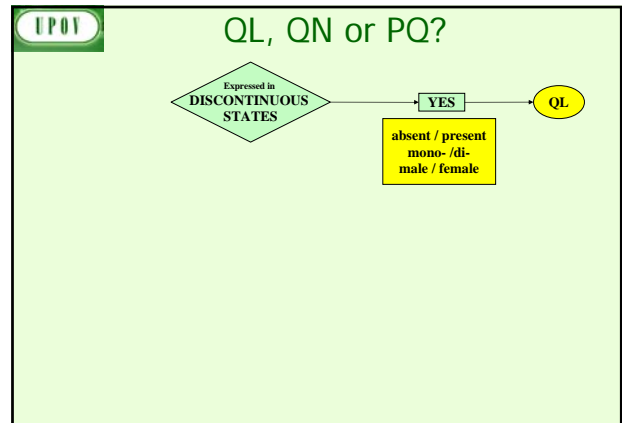 UPOV
QL, QN or PQ?
Expressed in
DISCONTINUOUS
STATES
YES
QL
absent / present
mono- /di-
male / female